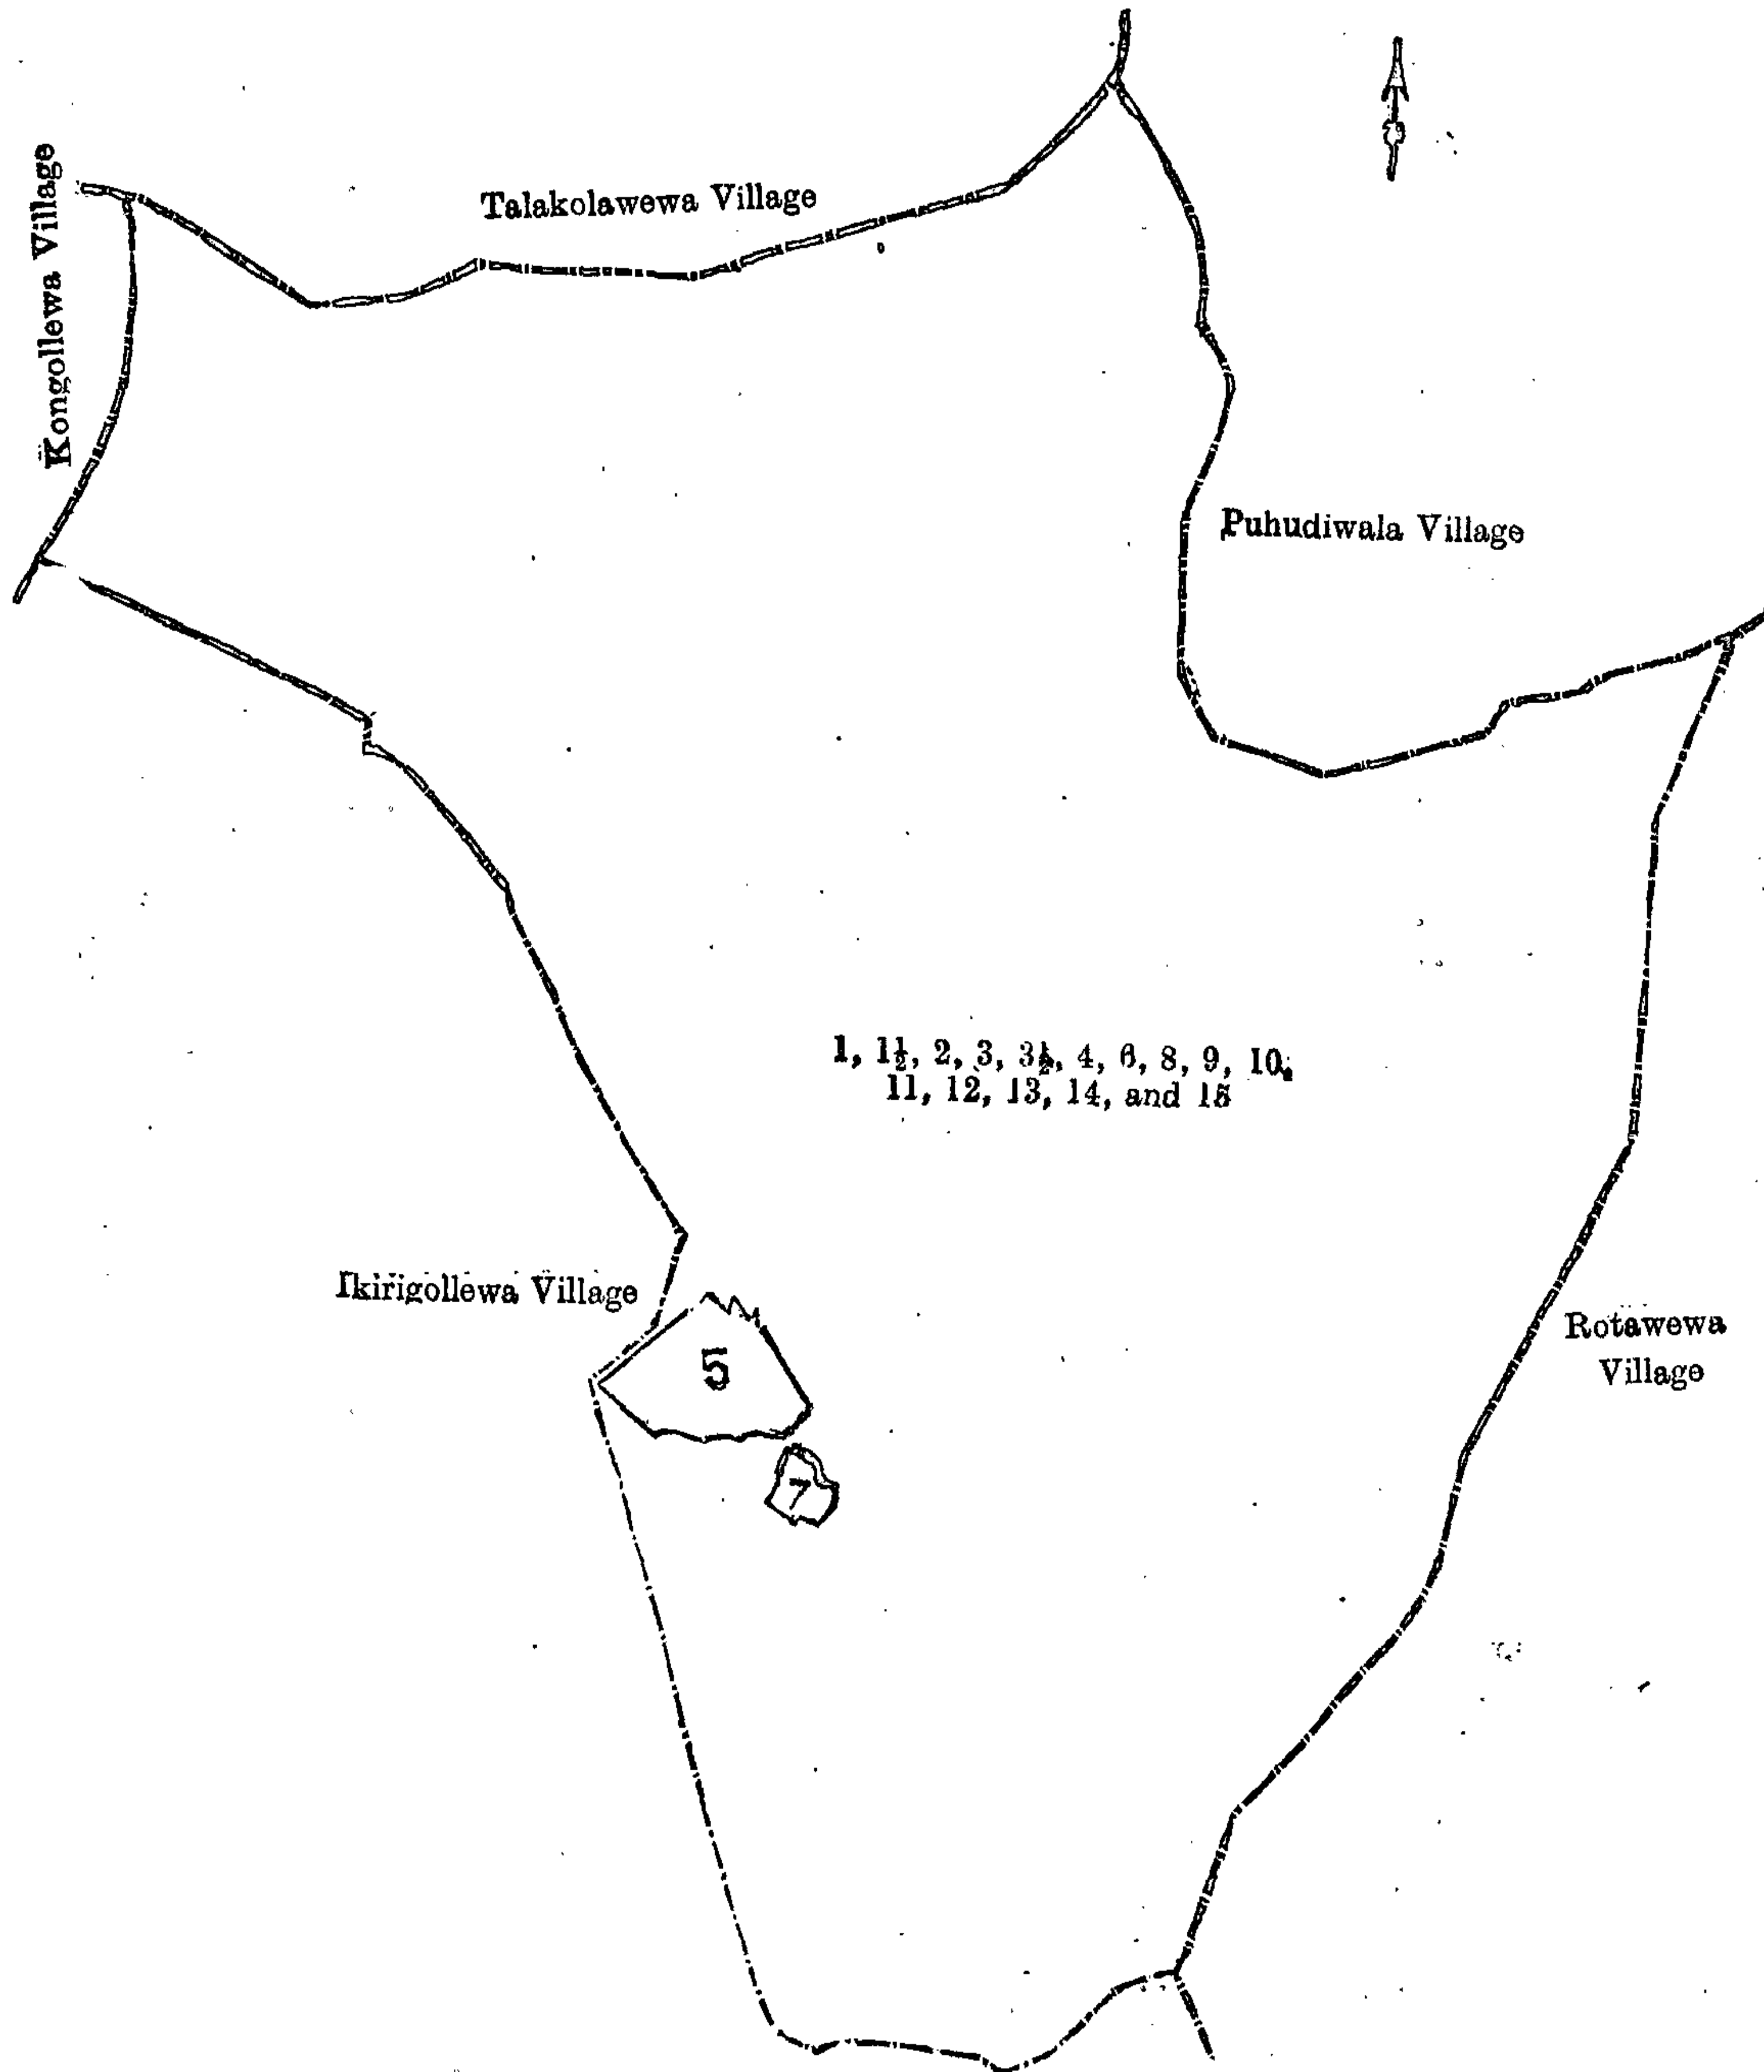 Talakolawewa Village
Kongollewa Village
Puhudiwala Village
1, 1½, 2, 3, 3½, 4, 6, 8, 9, 10,
11, 12, 13, 14, and 15
Ikirigollewa Village
5
Rotawewa
Village
7